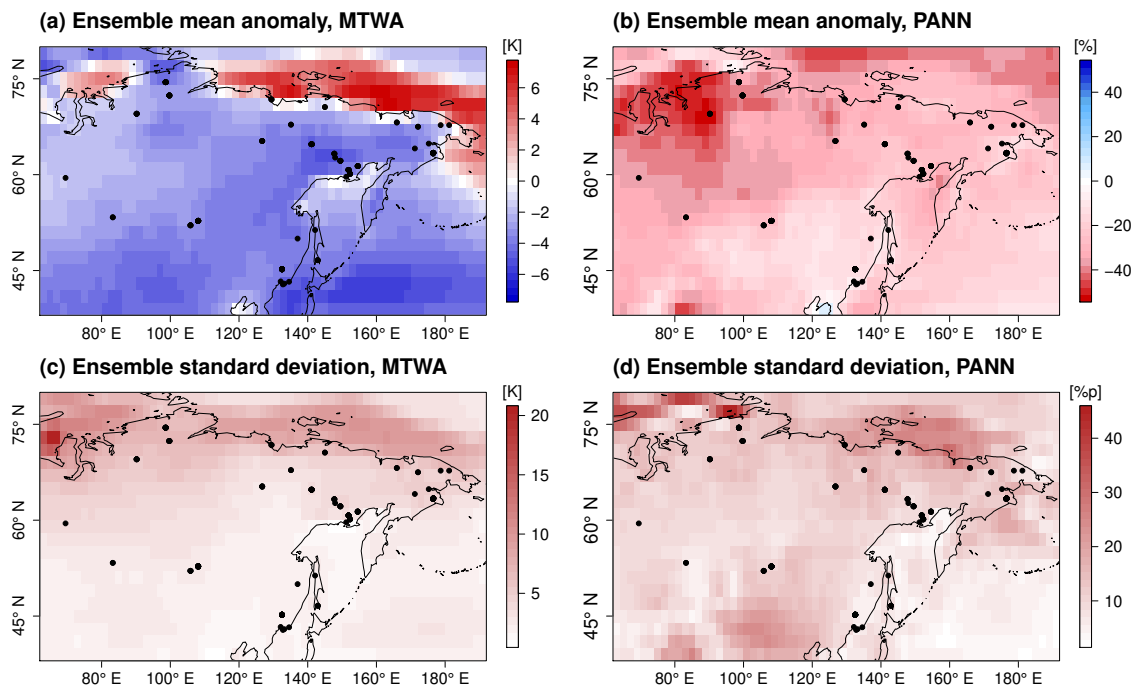 (a) Ensemble mean anomaly, MTWA
[K]
75° N
60° N
45° N
6
4
2
0
−2
−4
−6
80° E 100° E 120° E 140° E 160° E 180° E
(b) Ensemble mean anomaly, PANN
[%]
75° N
60° N
45° N
40
20
0
−20
−40
80° E 100° E 120° E 140° E 160° E 180° E
(c) Ensemble standard deviation, MTWA
[K]
75° N
60° N
45° N
20
15
10
5
80° E 100° E 120° E 140° E 160° E 180° E
(d) Ensemble standard deviation, PANN
[%p]
75° N
60° N
45° N
40
30
20
10
80° E 100° E 120° E 140° E 160° E 180° E